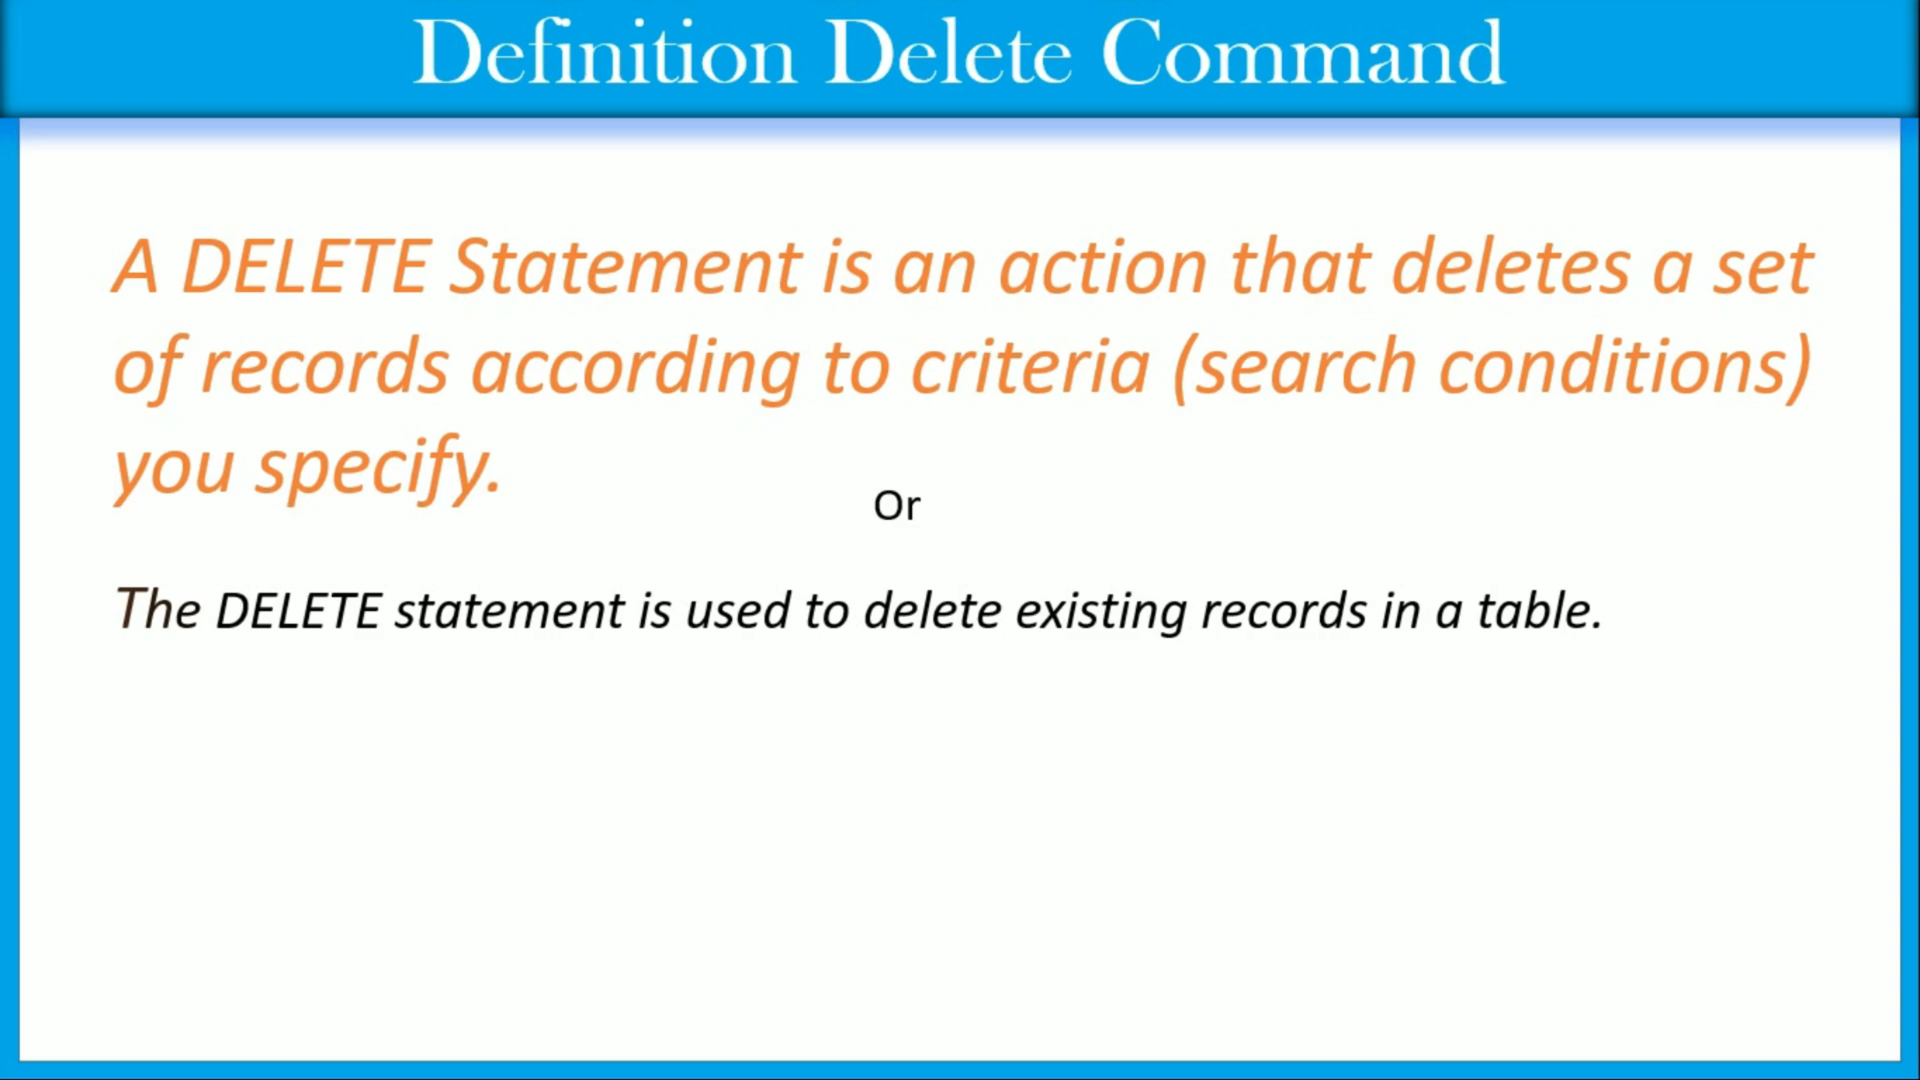 Definition Delete Command
A DELETE Statement is an action that deletes a set
of records according to criteria (search conditions)
you specify.
Or
The DELETE statement is used to delete existing records in a table.